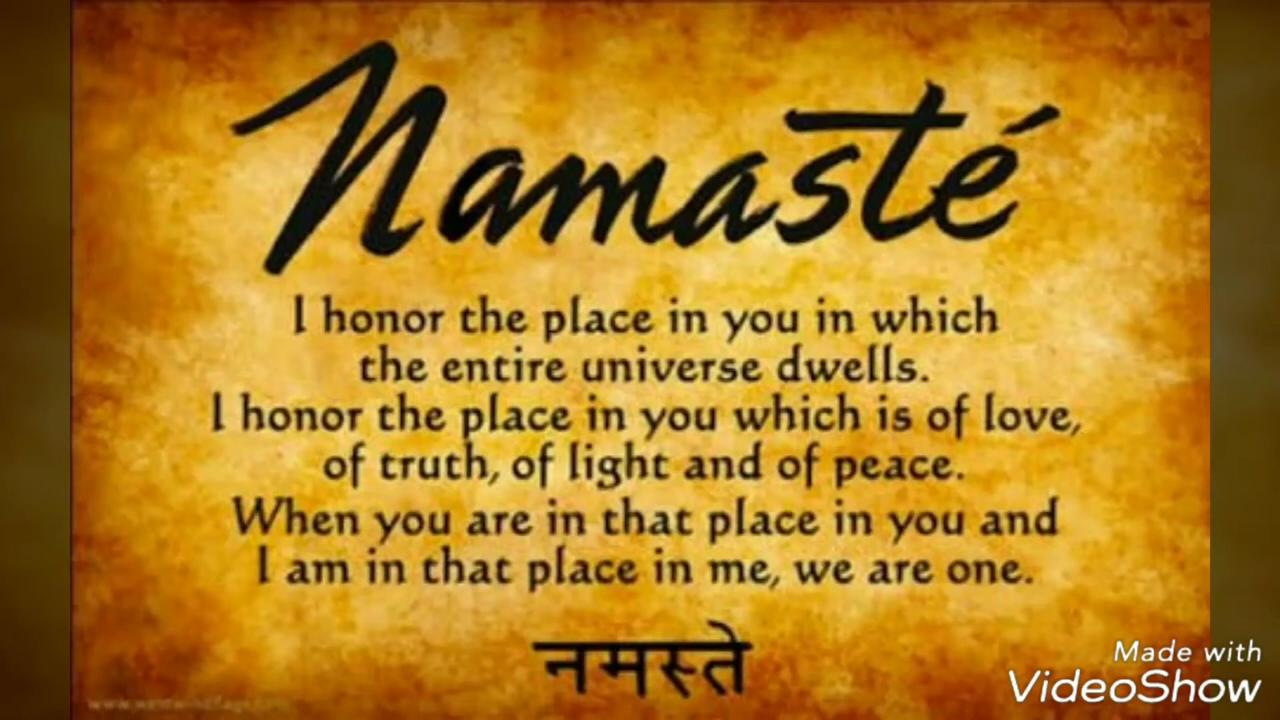 Namasté
I honor the place in you in which
the entire universe dwells.
I honor the place in you which is of love,
of truth, of light and of peace.
When you are in that place in you and
I am in that place in me, we are one.
नमस्ते
Made with
VideoShow